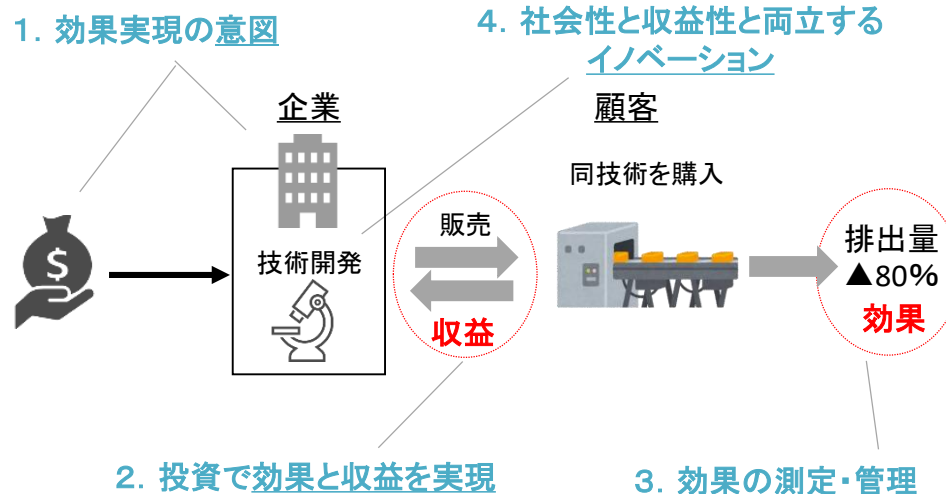 1．効果実現の意図
4．社会性と収益性と両立する
イノベーション
企業
顧客
同技術を購入
$
技術開発
販売
収益
排出量
▲80%
効果
2．投資で効果と収益を実現
3．効果の測定・管理